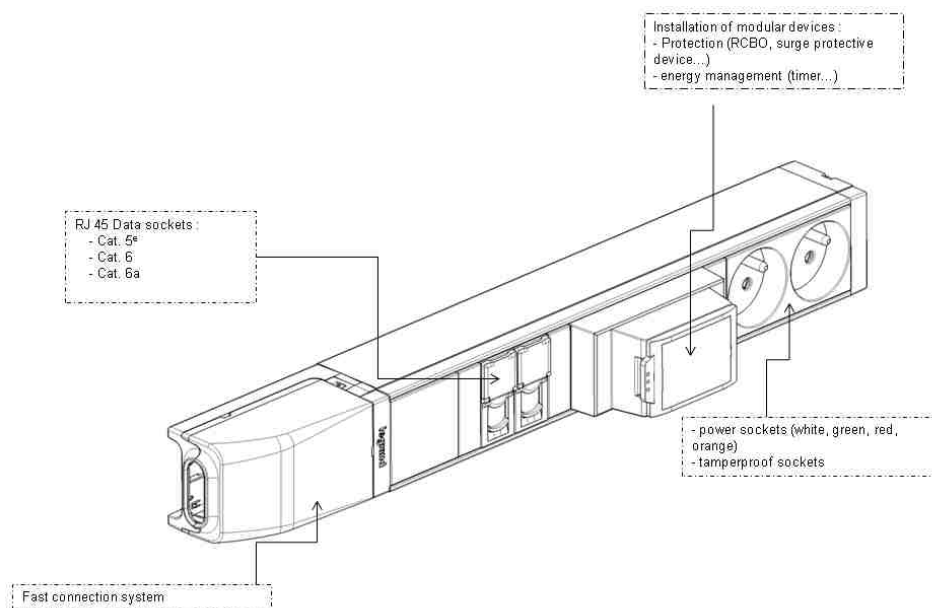 Installation of modular devices :
- Protection (RCBO, surge protective
device...)
- energy management (timer...)
RJ 45 Data sockets :
- Cat. 5e
- Cat. 6
- Cat. 6a
legrand
- power sockets (white, green, red,
orange)
- tamperproof sockets
Fast connection system